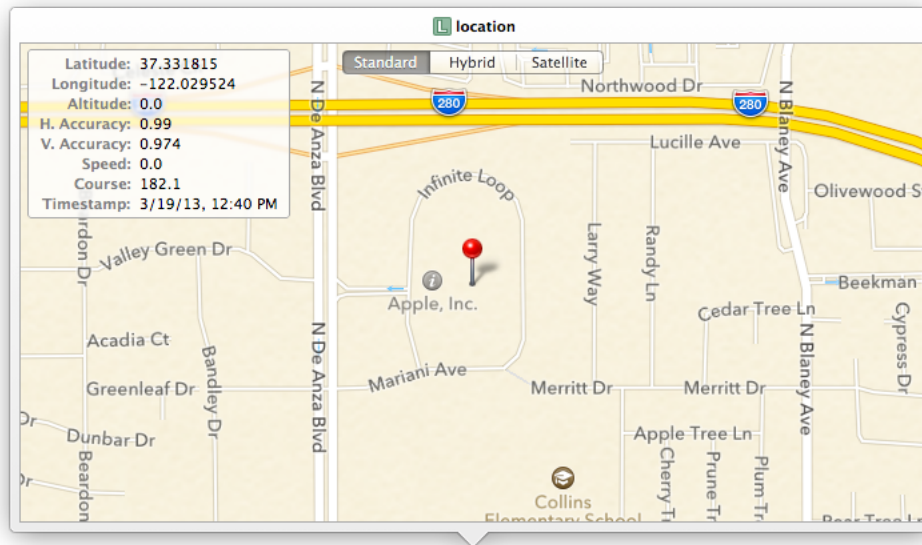 L location
Latitude: 37.331815
Longitude: -122.029524
Altitude: 0.0
H. Accuracy: 0.99
V. Accuracy: 0.974
Speed: 0.0
Course: 182.1
Timestamp: 3/19/13, 12:40 PM
Standard Hybrid Satellite
Northwood Dr
280
280
Lucille Ave
N De Anza Blvd
N Blaney Ave
Infinite Loop
Olivewood S
Valley Green Dr
Larry Way
Randy Ln
Beekman
Apple, Inc.
Cedar Tree Ln
Cypress Dr
Acadia Ct
Bandley Dr
N De Anza Blvd
N Blaney Ave
Mariani Ave
Greenleaf Dr
Merritt Dr
Merritt Dr
Dr
Dunbar Dr
Apple Tree Ln
Beardon
Cherry T
Prune T
Plum T
Collins
Elementary School